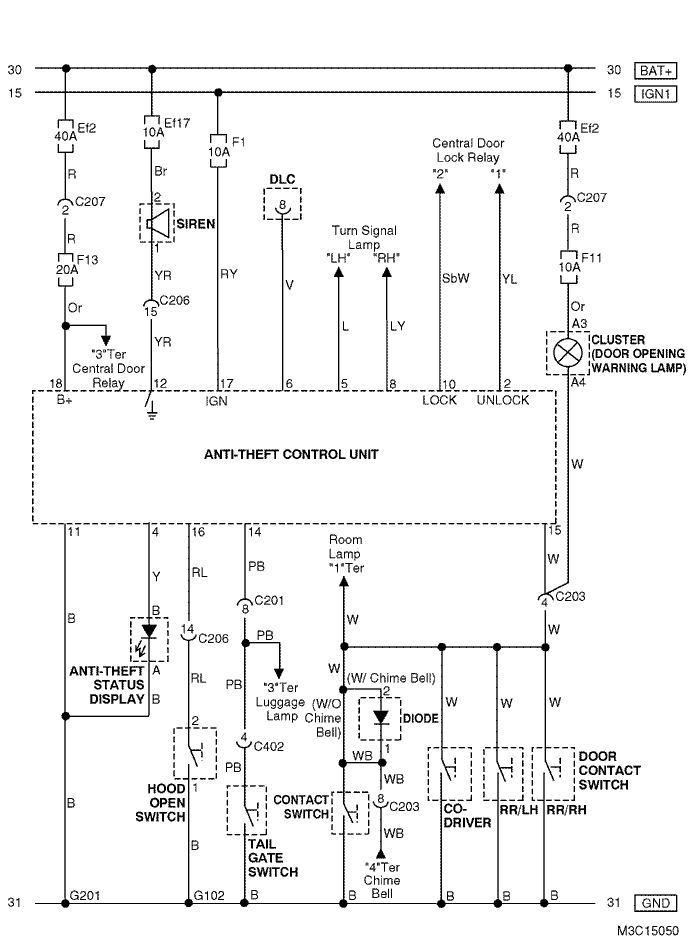 30 30 BAT+
15 15 IGN1
Ef2 Ef17 F1 Ef2
40A 10A 10A 40A
Central Door
Lock Relay
"2" "1"
R Br DLC R
8
C207 2 C207
2 SIREN 2
Turn Signal
Lamp
"LH" "RH"
R 1 R
F13 F11
20A YR RY V SbW YL 10A
C206
15
Or YR L LY Or
A3
"3"Ter
Central Door
Relay
CLUSTER
(DOOR OPENING
WARNING LAMP)
A4
18 12 17 6 5 8 10 2
B+ IGN LOCK UNLOCK
ANTI-THEFT CONTROL UNIT
W
11 4 16 14 15
Room
Lamp
"1"Ter
Y RL PB W
C201
8
C203
4
B B 14 W W
C206
PB
A
ANTI-THEFT
STATUS
DISPLAY
B RL PB
"3"Ter
Luggage
Lamp
W (W/ Chime Bell)
(W/O
Chime
Bell)
2
DIODE
1
W W W
2 4
C402
WB
B PB WB
HOOD
OPEN
SWITCH
1
CONTACT
SWITCH
8
C203
DOOR
CONTACT
SWITCH
CO-
DRIVER
RR/LH RR/RH
B WB
TAIL
GATE
SWITCH
"4"Ter
Chime
Bell
G201 G102 B B B B B
31 31 GND
M3C15050